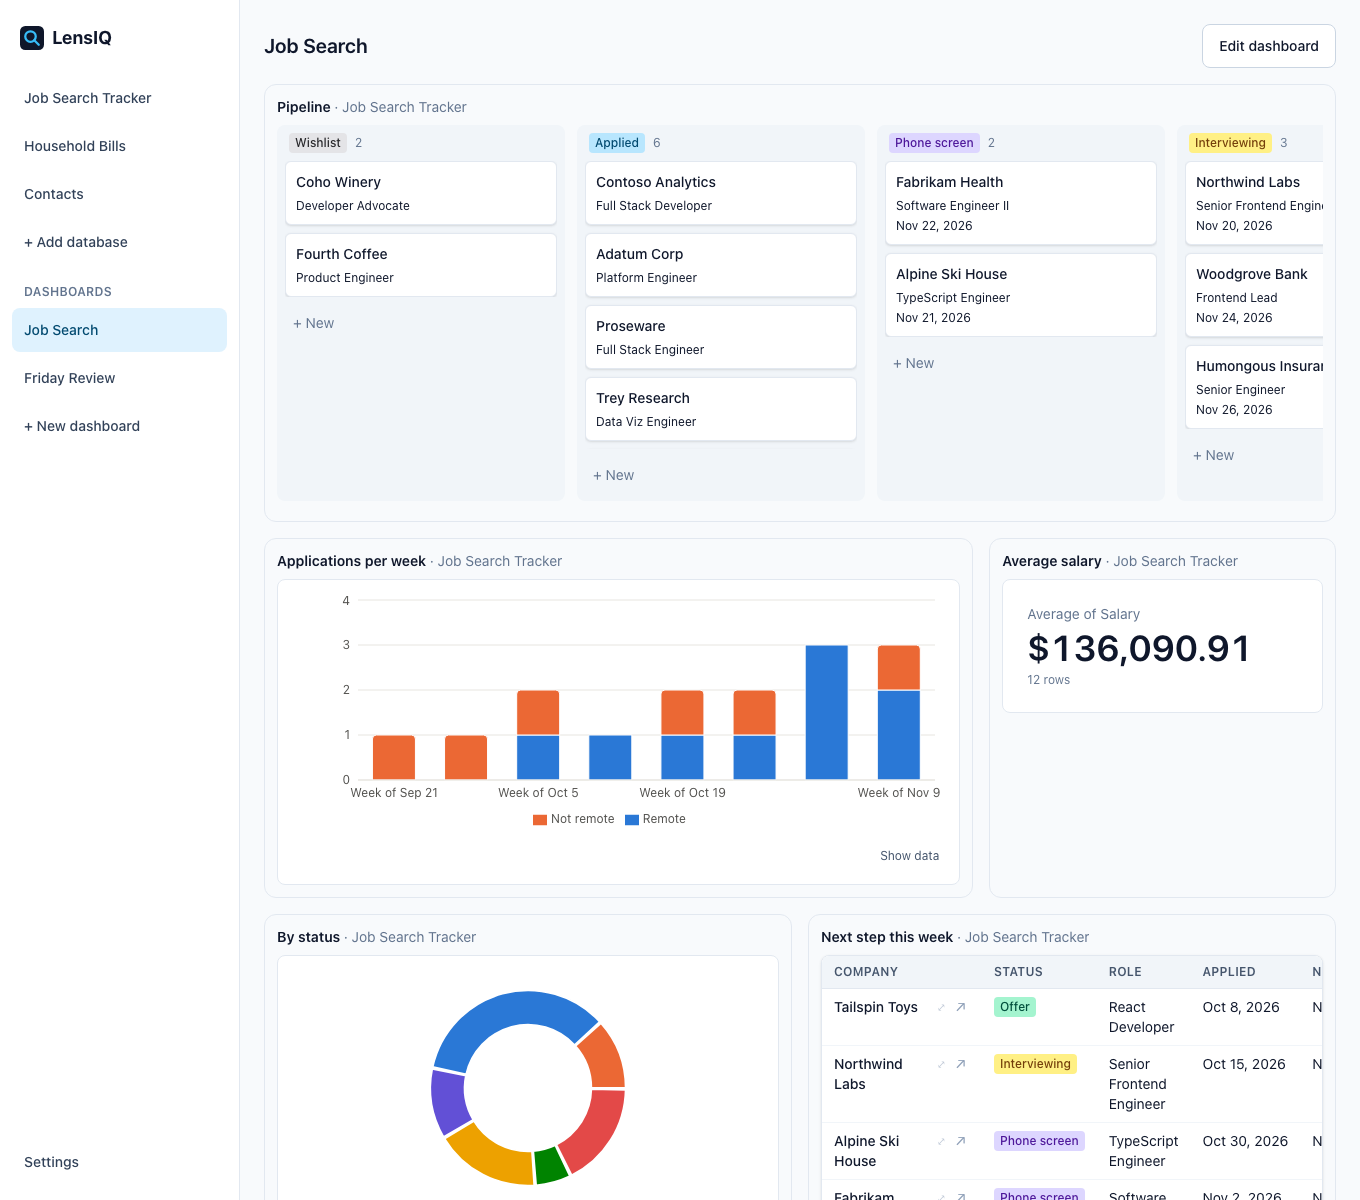 LensIQ
Job Search Tracker
Household Bills
Contacts
+ Add database
DASHBOARDS
Job Search
Friday Review
+ New dashboard
Settings
Job Search
Edit dashboard
Pipeline · Job Search Tracker
Wishlist 2
Coho Winery
Developer Advocate
Fourth Coffee
Product Engineer
+ New
Applied 6
Contoso Analytics
Full Stack Developer
Adatum Corp
Platform Engineer
Proseware
Full Stack Engineer
Trey Research
Data Viz Engineer
+ New
Phone screen 2
Fabrikam Health
Software Engineer II
Nov 22, 2026
Alpine Ski House
TypeScript Engineer
Nov 21, 2026
+ New
Interviewing 3
Northwind Labs
Senior Frontend Engine
Nov 20, 2026
Woodgrove Bank
Frontend Lead
Nov 24, 2026
Humongous Insuran
Senior Engineer
Nov 26, 2026
+ New
Applications per week · Job Search Tracker
4
3
2
1
0
Week of Sep 21 Week of Oct 5 Week of Oct 19 Week of Nov 9
Not remote Remote
Show data
Average salary · Job Search Tracker
Average of Salary
$136,090.91
12 rows
By status · Job Search Tracker
Next step this week · Job Search Tracker
COMPANY STATUS ROLE APPLIED N
Tailspin Toys Offer React Oct 8, 2026 N
Developer
Northwind Interviewing Senior Oct 15, 2026 N
Labs Frontend
Engineer
Alpine Ski Phone screen TypeScript Oct 30, 2026 N
House Engineer
Fabrikam Phone screen Software Nov 2, 2026 N